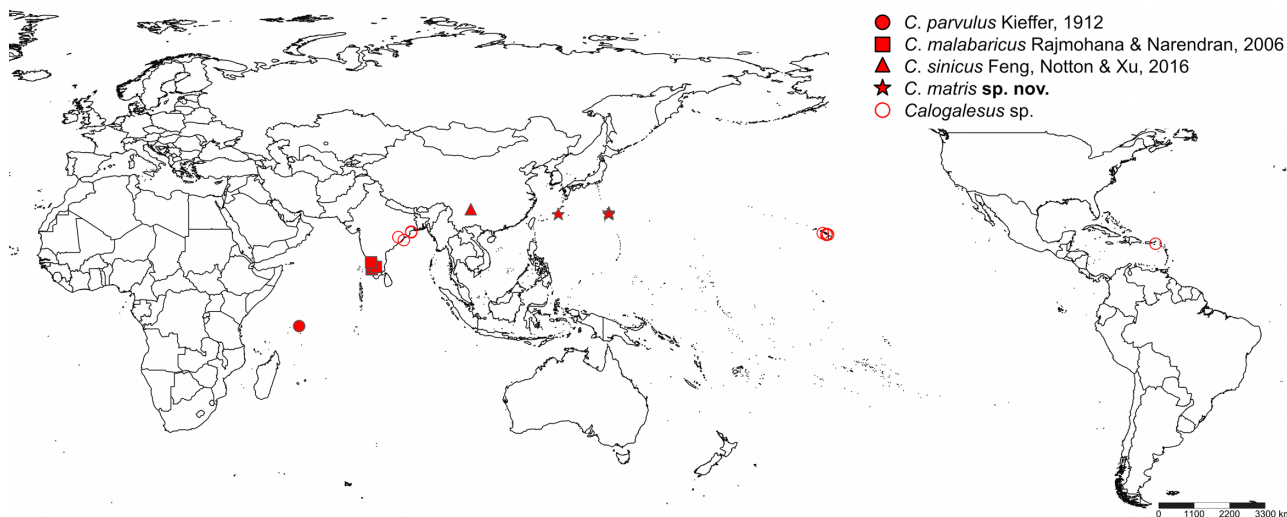 C. parvulus Kieffer, 1912
C. malabaricus Rajmohana & Narendran, 2006
C. sinicus Feng, Notton & Xu, 2016
C. matris sp. nov.
Calogalesus sp.
0 1100 2200 3300 km